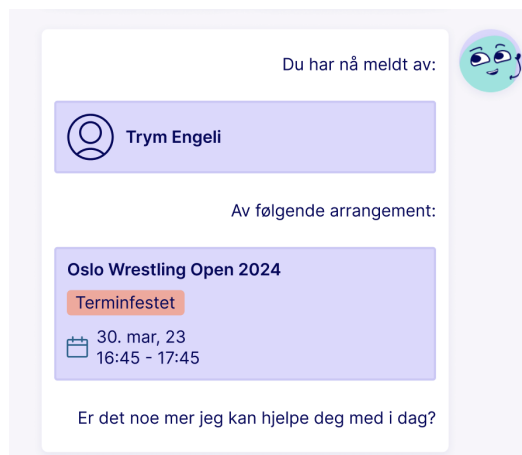 Du har nå meldt av:
Trym Engeli
Av følgende arrangement:
Oslo Wrestling Open 2024
Terminfestet
30. mar, 23
16:45 - 17:45
Er det noe mer jeg kan hjelpe deg med i dag?